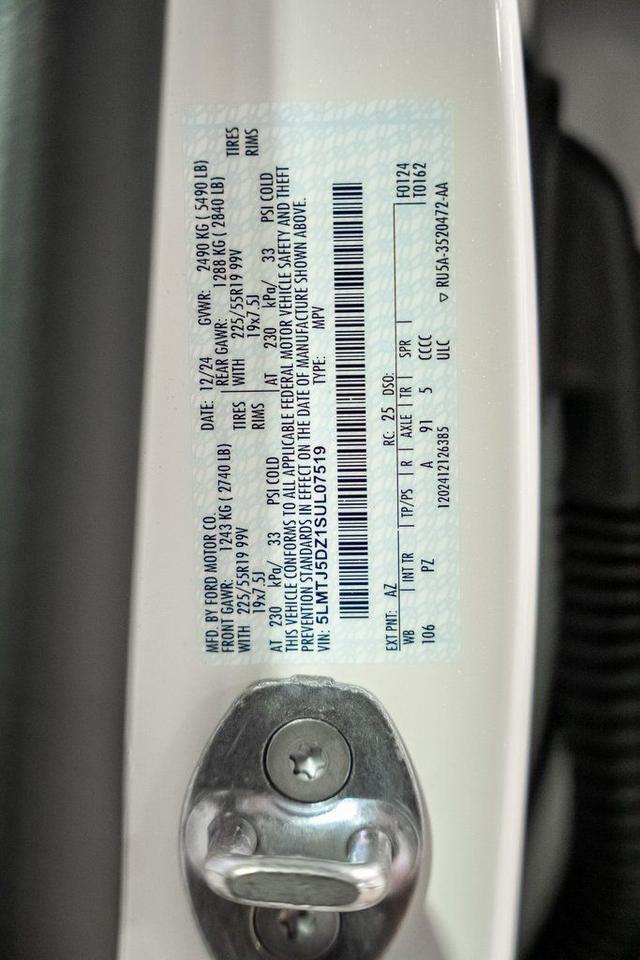 MFD. BY FORD MOTOR CO. DATE: 12/24 GVWR: 2490 KG ( 5490 LB)
FRONT GAWR: 1243 KG ( 2740 LB) REAR GAWR: 1288 KG ( 2840 LB)
WITH 225/55R19 99V TIRES WITH 225/55R19 99V TIRES
19x7.5J RIMS 19x7.5J RIMS
AT 230 kPa/ 33 PSI COLD AT 230 kPa/ 33 PSI COLD
THIS VEHICLE CONFORMS TO ALL APPLICABLE FEDERAL MOTOR VEHICLE SAFETY AND THEFT
PREVENTION STANDARDS IN EFFECT ON THE DATE OF MANUFACTURE SHOWN ABOVE.
VIN: 5LMTJ5DZ1SUL07519 TYPE: MPV
EXT PNT: AZ RC: 25 DSO: F0124
WB INT TR TP/PS R AXLE TR SPR T0162
106 PZ A 91 5 CCCC
1202412126385 ULC ▽ RU5A-3520472-AA